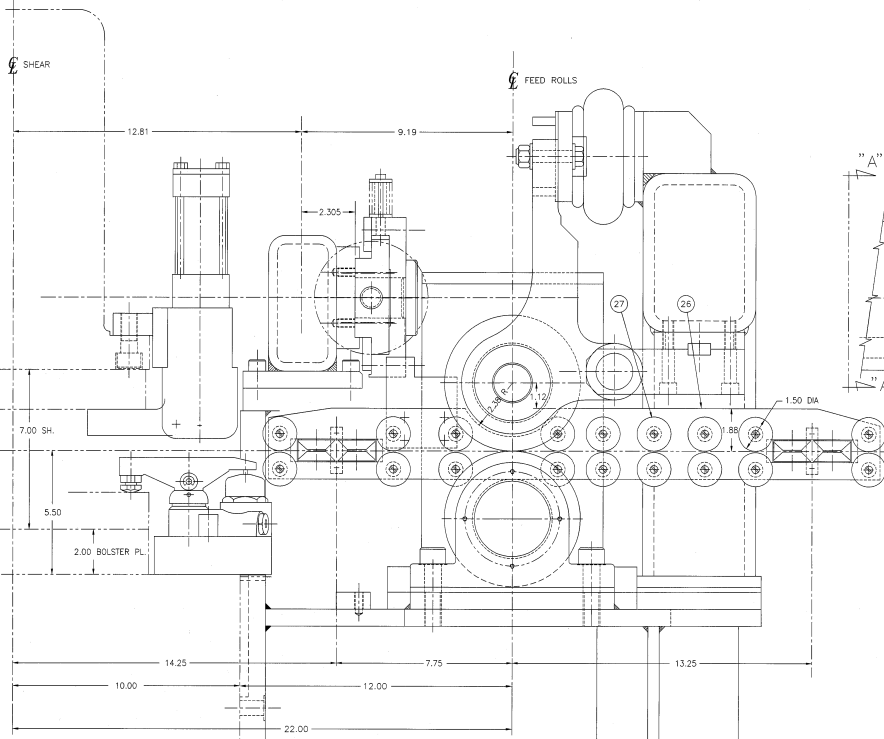 ℄ SHEAR
℄ FEED ROLLS
12.81
9.19
"A"
2.305
27
26
2.38 R.
1.12
1.50 DIA
1.88
"A
7.00 SH.
5.50
2.00 BOLSTER PL.
14.25
7.75
13.25
10.00
12.00
22.00